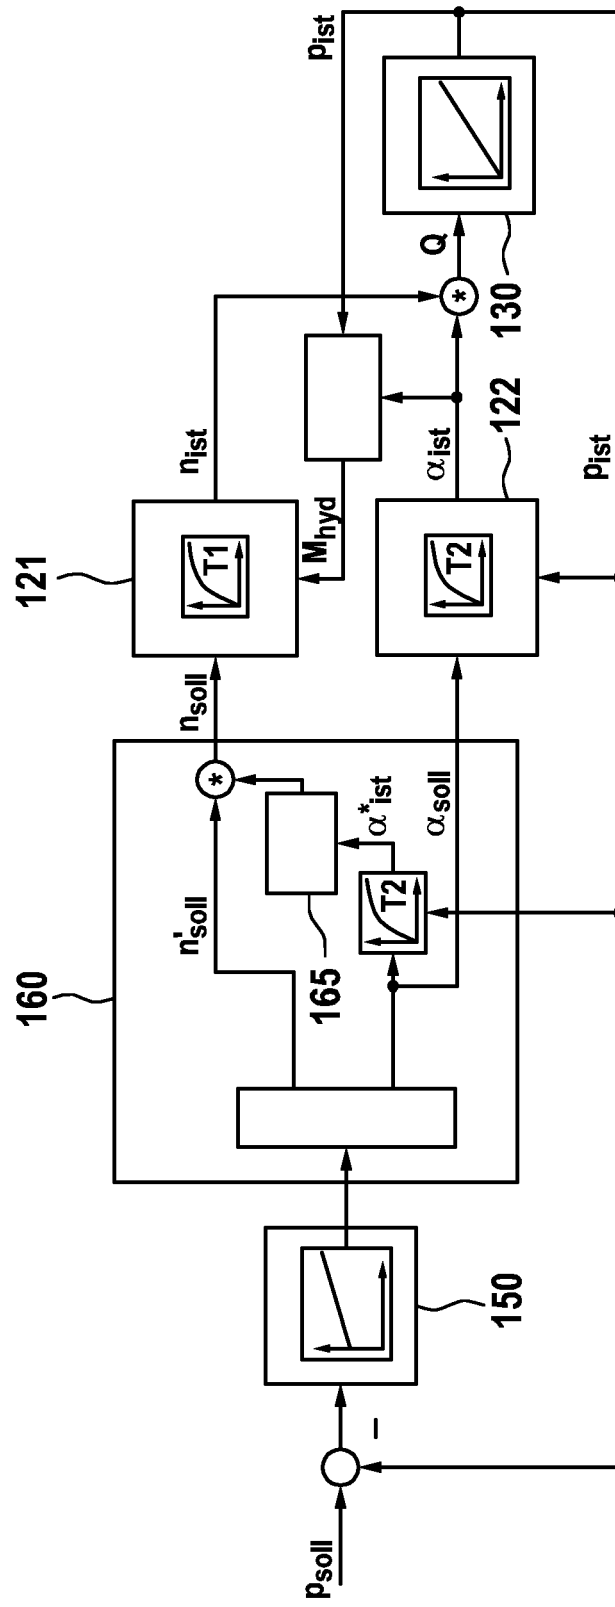 p_soll
−
150
160
n'_soll
165
T2
α*_ist
*
α_soll
n_soll
121
T1
n_ist
M_hyd
T2
α_ist
122
p_ist
*
Q
130
p_ist